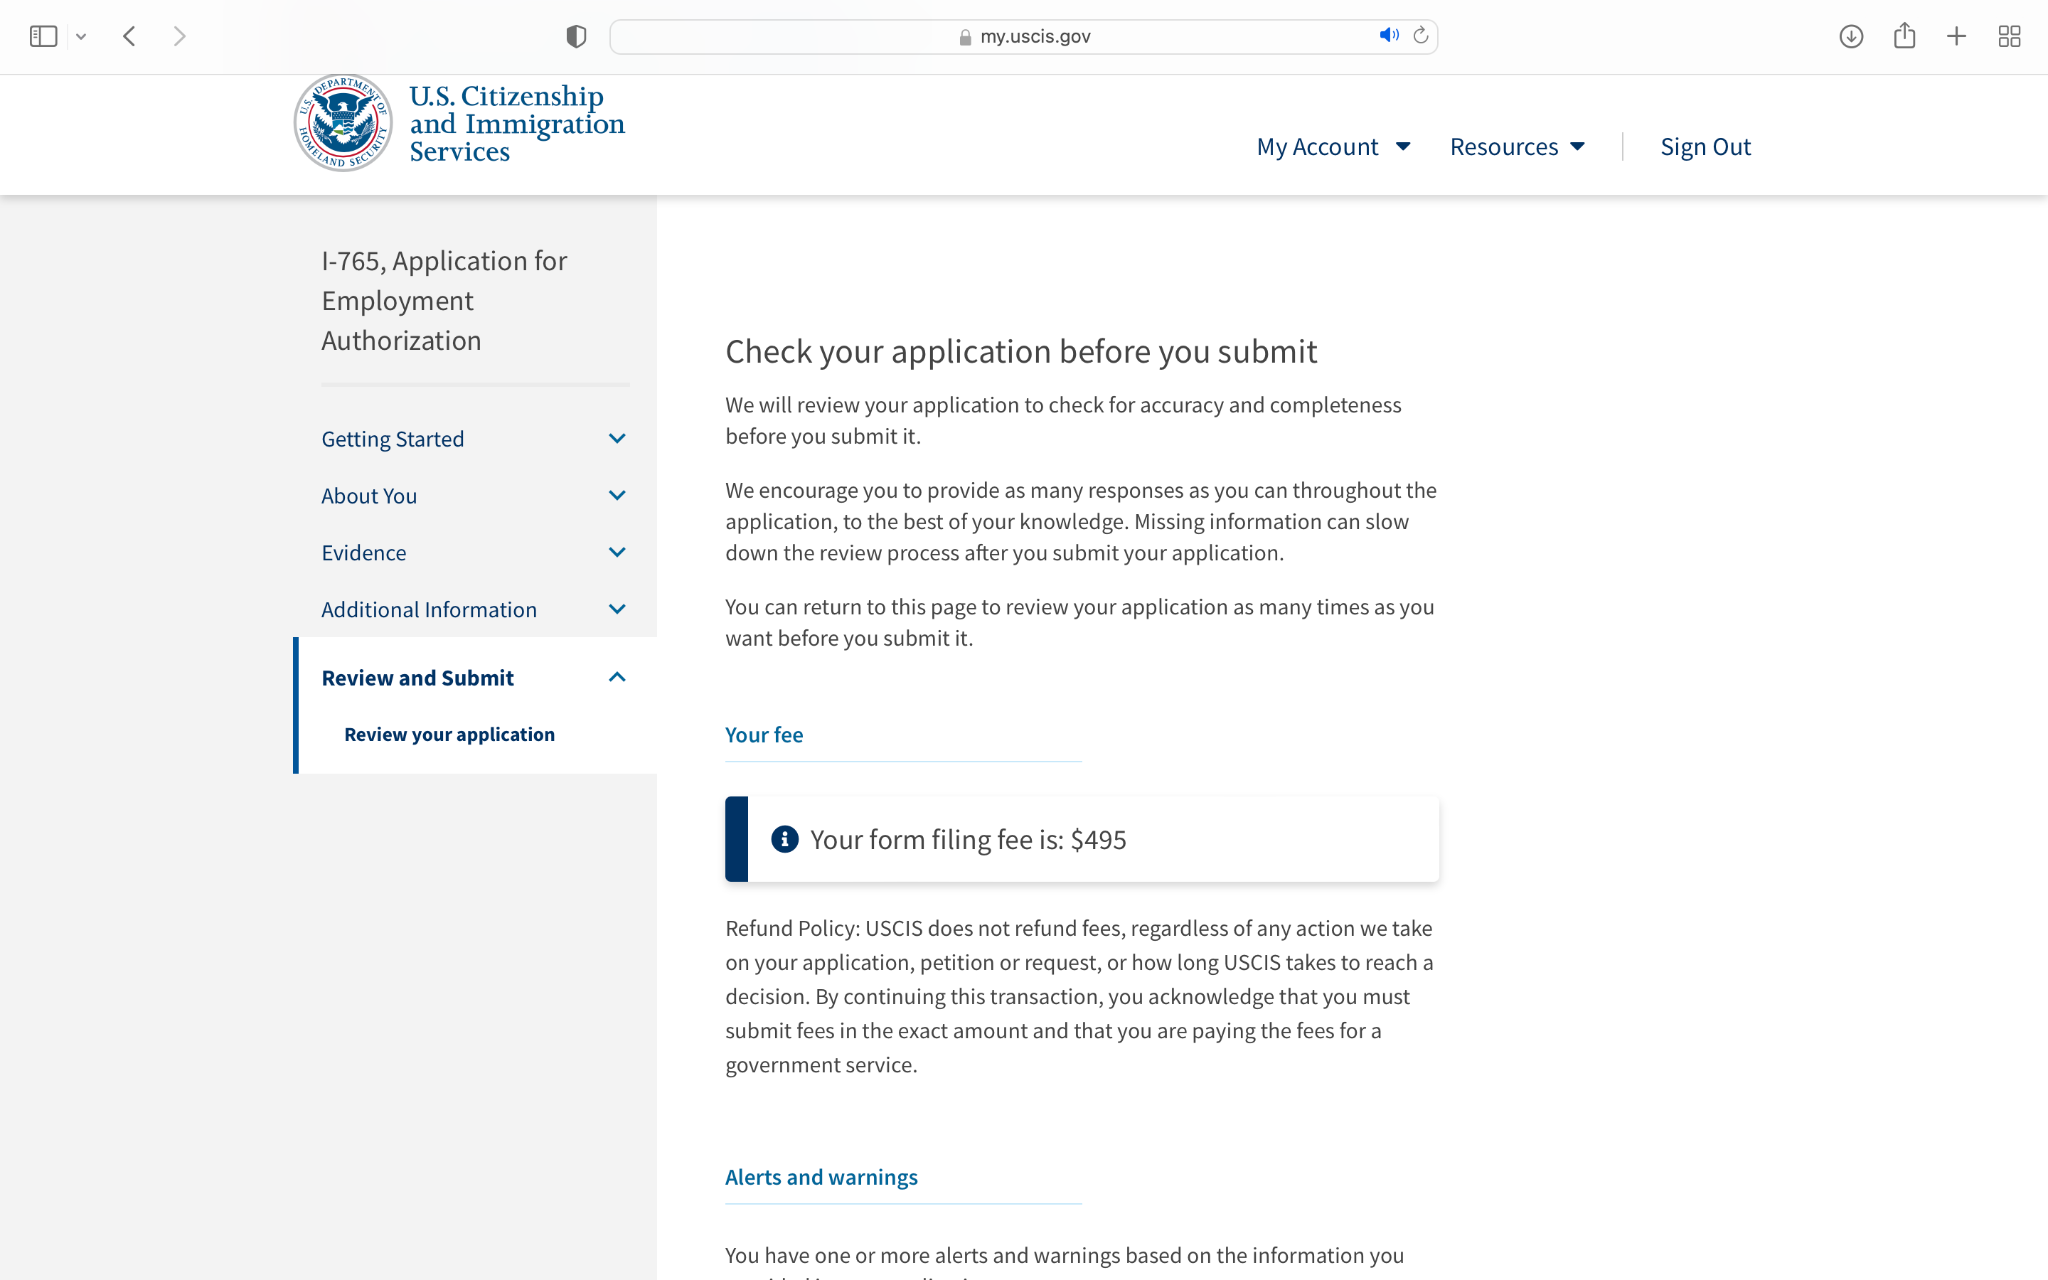 my.uscis.gov
U.S. DEPARTMENT OF
HOMELAND SECURITY
U.S. Citizenship
and Immigration
Services
My Account
Resources
Sign Out
I-765, Application for
Employment
Authorization
Getting Started
About You
Evidence
Additional Information
Review and Submit
Review your application
Check your application before you submit
We will review your application to check for accuracy and completeness
before you submit it.
We encourage you to provide as many responses as you can throughout the
application, to the best of your knowledge. Missing information can slow
down the review process after you submit your application.
You can return to this page to review your application as many times as you
want before you submit it.
Your fee
Your form filing fee is: $495
Refund Policy: USCIS does not refund fees, regardless of any action we take
on your application, petition or request, or how long USCIS takes to reach a
decision. By continuing this transaction, you acknowledge that you must
submit fees in the exact amount and that you are paying the fees for a
government service.
Alerts and warnings
You have one or more alerts and warnings based on the information you